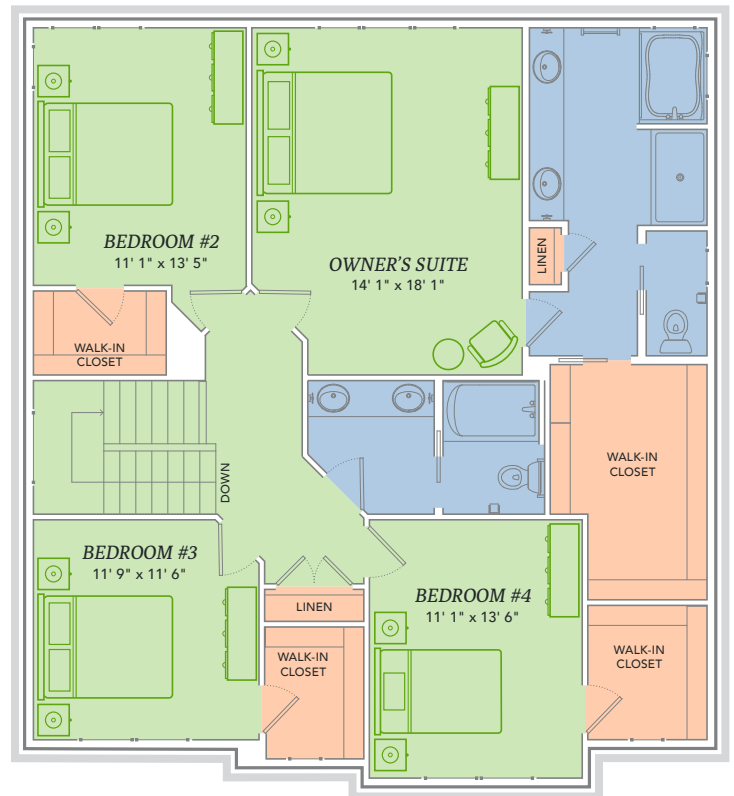 BEDROOM #2
11' 1" x 13' 5"
OWNER'S SUITE
14' 1" x 18' 1"
LINEN
WALK-IN
CLOSET
DOWN
WALK-IN
CLOSET
BEDROOM #3
11' 9" x 11' 6"
LINEN
BEDROOM #4
11' 1" x 13' 6"
WALK-IN
CLOSET
WALK-IN
CLOSET